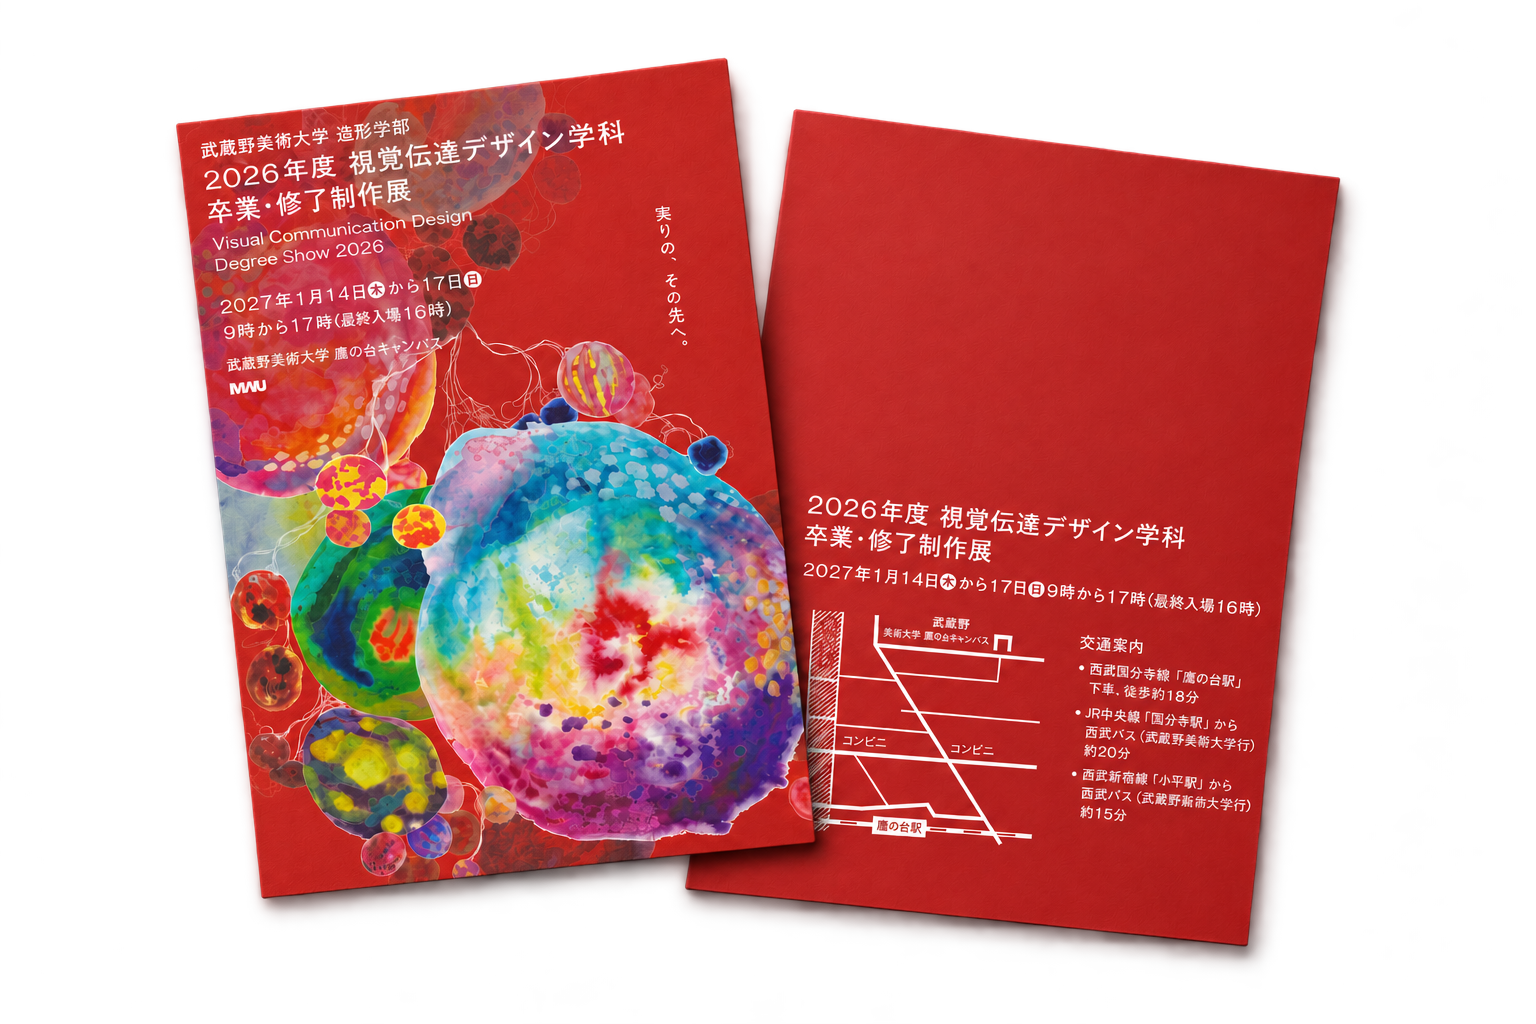 武蔵野美術大学 造形学部
2026年度 視覚伝達デザイン学科
卒業・修了制作展
Visual Communication Design
Degree Show 2026
2027年1月14日木から17日日
9時から17時(最終入場16時)
武蔵野美術大学 鷹の台キャンパス
MAU
実りの、その先へ。
2026年度 視覚伝達デザイン学科
卒業・修了制作展
2027年1月14日木から17日日9時から17時(最終入場16時)
武蔵野
美術大学 鷹の台キャンパス
コンビニ
コンビニ
鷹の台駅
交通案内
• 西武国分寺線「鷹の台駅」
下車、徒歩約18分
• JR中央線「国分寺駅」から
西武バス(武蔵野美術大学行)
約20分
• 西武新宿線「小平駅」から
西武バス(武蔵野美術大学行)
約15分